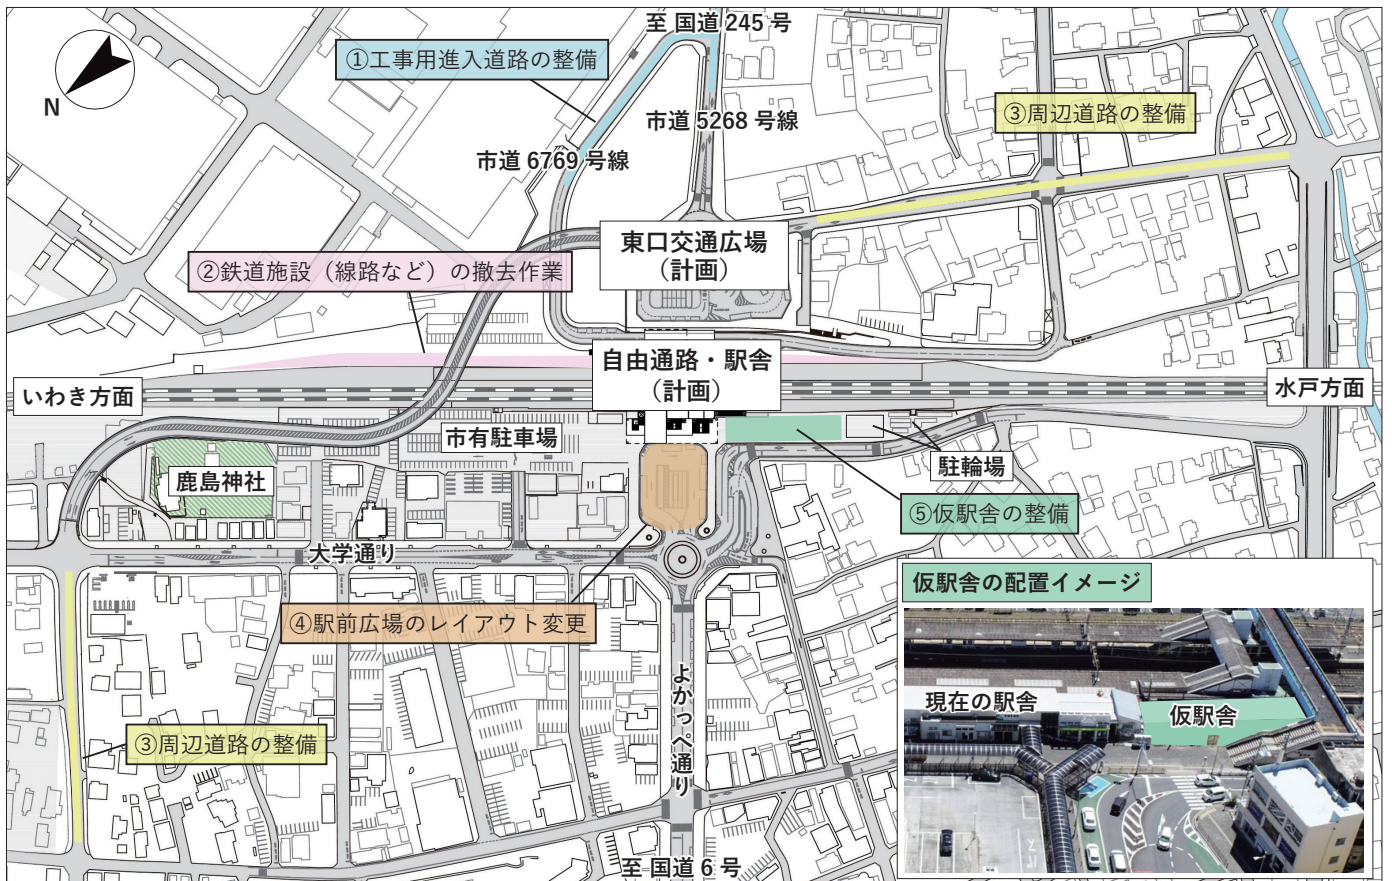 至 国道 245 号
①工事用進入道路の整備
N
市道 5268 号線
③周辺道路の整備
市道 6769 号線
東口交通広場
（計画）
②鉄道施設（線路など）の撤去作業
自由通路・駅舎
（計画）
いわき方面
水戸方面
市有駐車場
駐輪場
鹿島神社
⑤仮駅舎の整備
大学通り
仮駅舎の配置イメージ
④駅前広場のレイアウト変更
現在の駅舎
仮駅舎
よかっぺ通り
③周辺道路の整備
至 国道 6 号